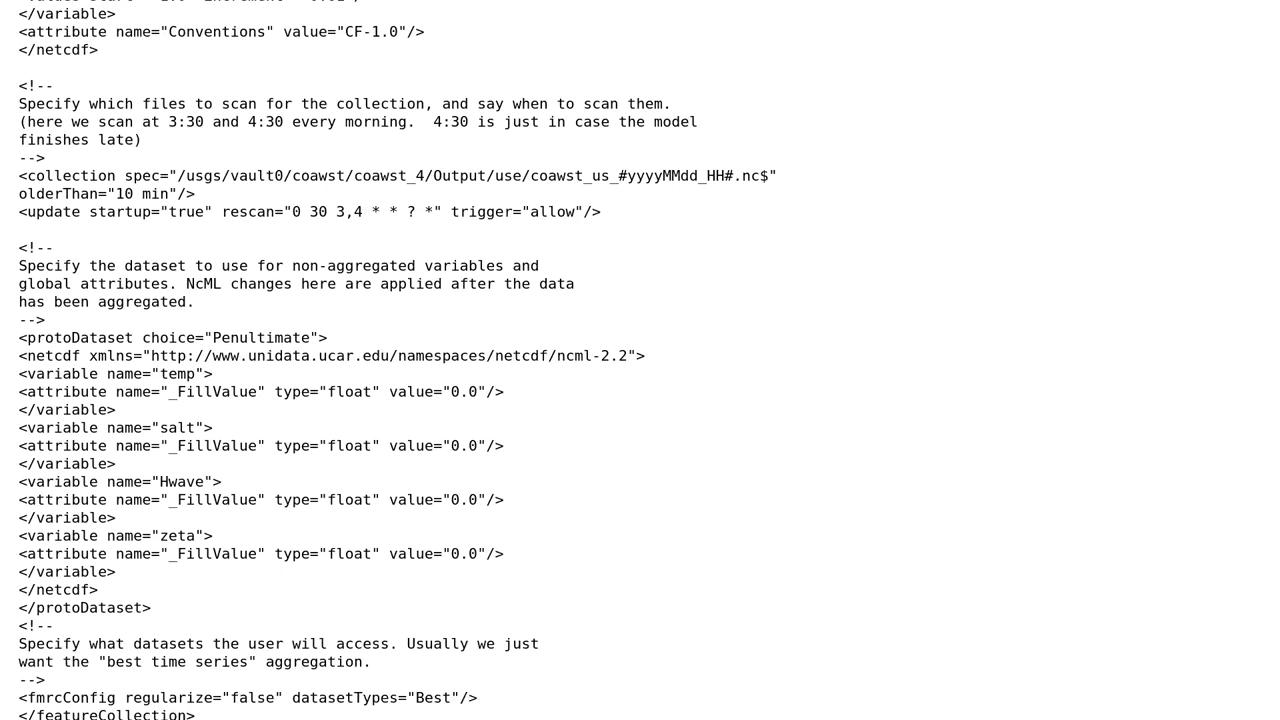 </variable>
<attribute name="Conventions" value="CF-1.0"/>
</netcdf>
<!--
Specify which files to scan for the collection, and say when to scan them.
(here we scan at 3:30 and 4:30 every morning.  4:30 is just in case the model
finishes late)
-->
<collection spec="/usgs/vault0/coawst/coawst_4/Output/use/coawst_us_#yyyyMMdd_HH#.nc$"
olderThan="10 min"/>
<update startup="true" rescan="0 30 3,4 * * ? *" trigger="allow"/>
<!--
Specify the dataset to use for non-aggregated variables and
global attributes. NcML changes here are applied after the data
has been aggregated.
-->
<protoDataset choice="Penultimate">
<netcdf xmlns="http://www.unidata.ucar.edu/namespaces/netcdf/ncml-2.2">
<variable name="temp">
<attribute name="_FillValue" type="float" value="0.0"/>
</variable>
<variable name="salt">
<attribute name="_FillValue" type="float" value="0.0"/>
</variable>
<variable name="Hwave">
<attribute name="_FillValue" type="float" value="0.0"/>
</variable>
<variable name="zeta">
<attribute name="_FillValue" type="float" value="0.0"/>
</variable>
</netcdf>
</protoDataset>
<!--
Specify what datasets the user will access. Usually we just
want the "best time series" aggregation.
-->
<fmrcConfig regularize="false" datasetTypes="Best"/>
</featureCollection>